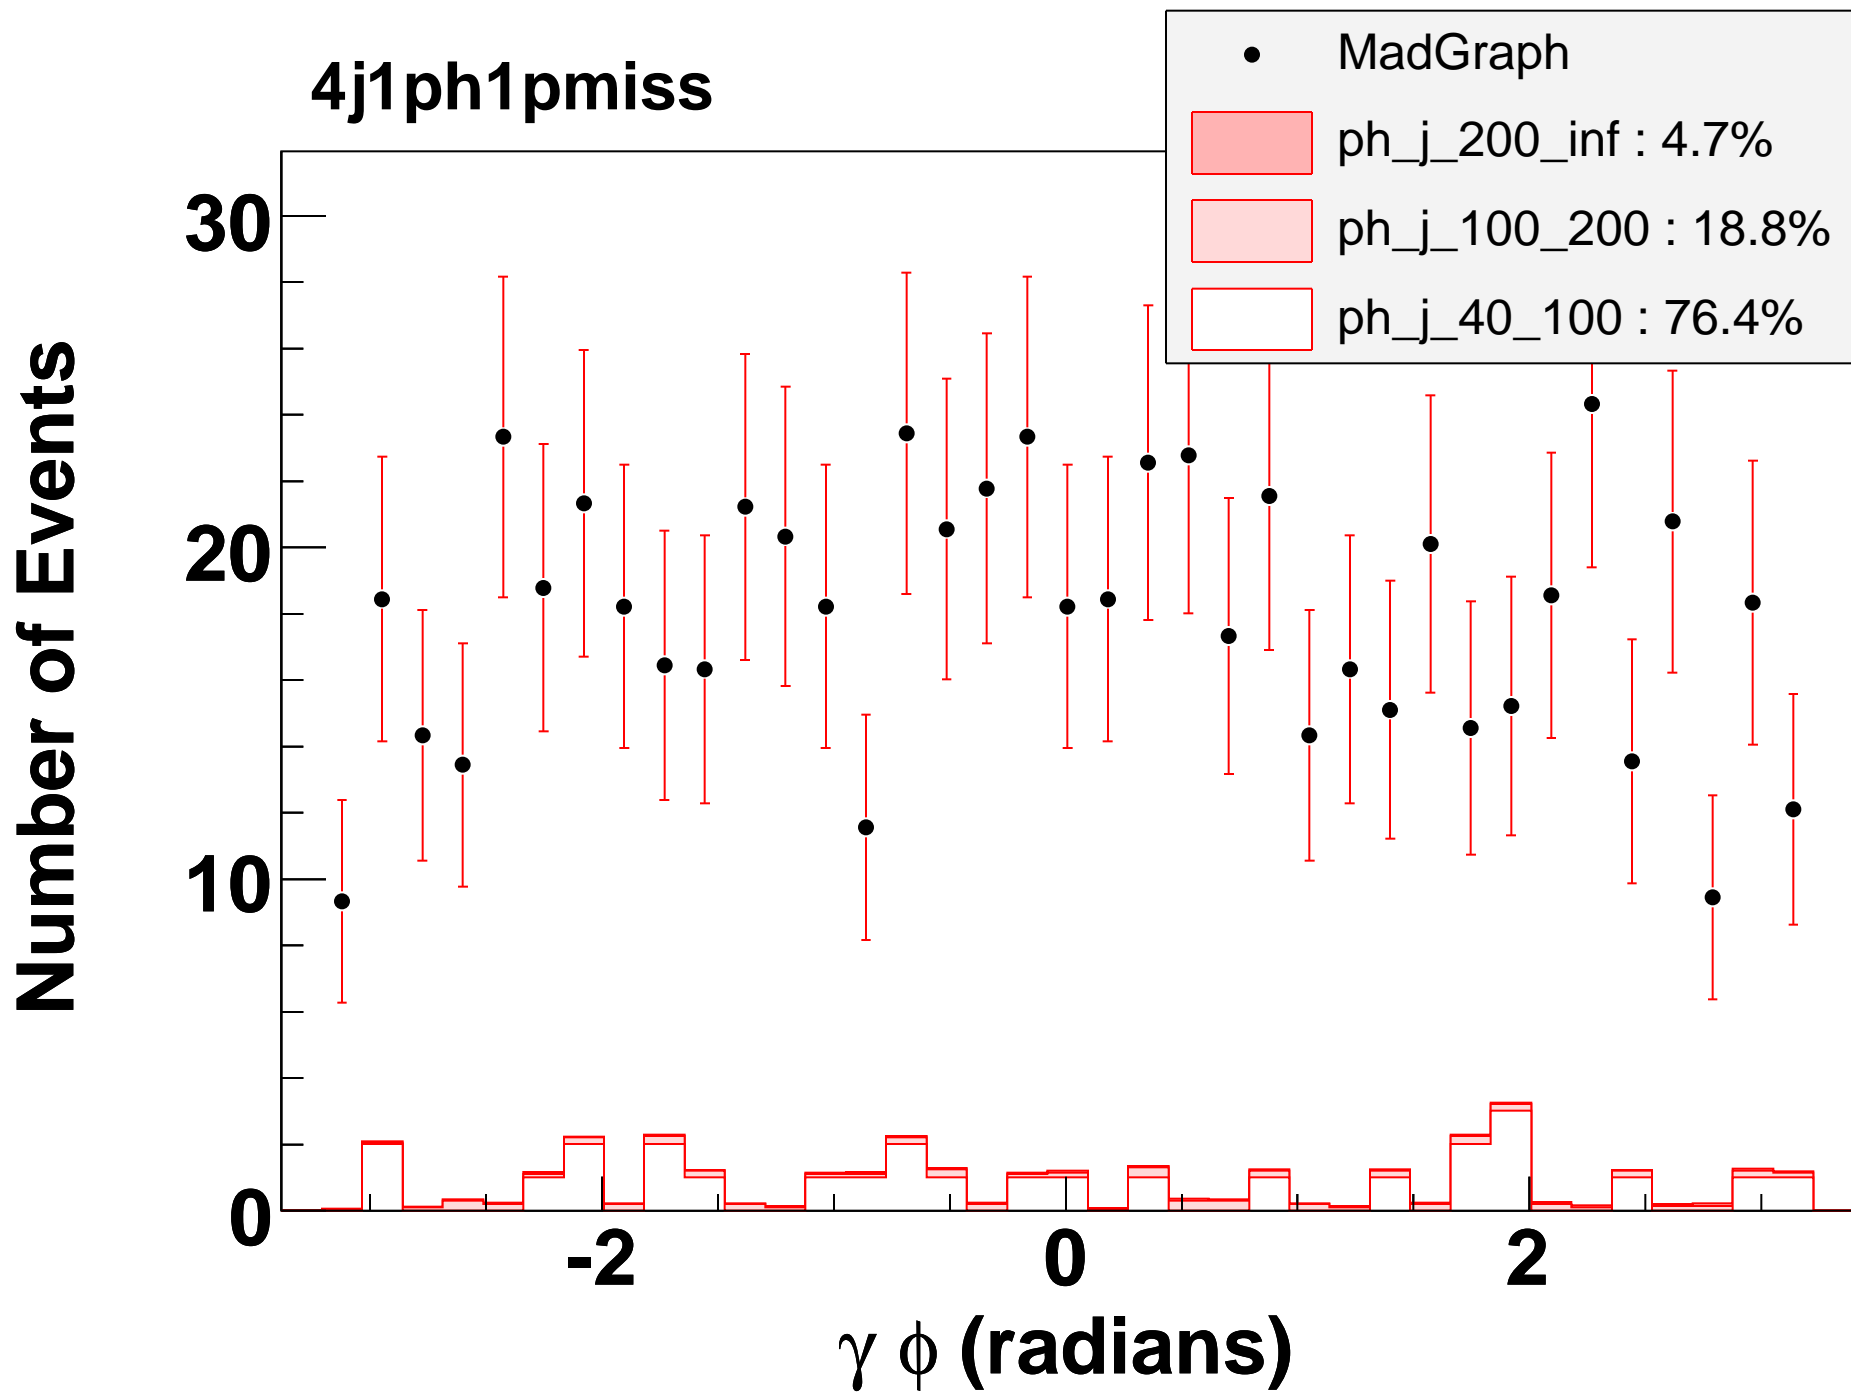 4j1ph1pmiss
MadGraph
ph_j_200_inf : 4.7%
ph_j_100_200 : 18.8%
ph_j_40_100 : 76.4%
Number of Events
30
20
10
0
-2 0 2
γ ϕ (radians)